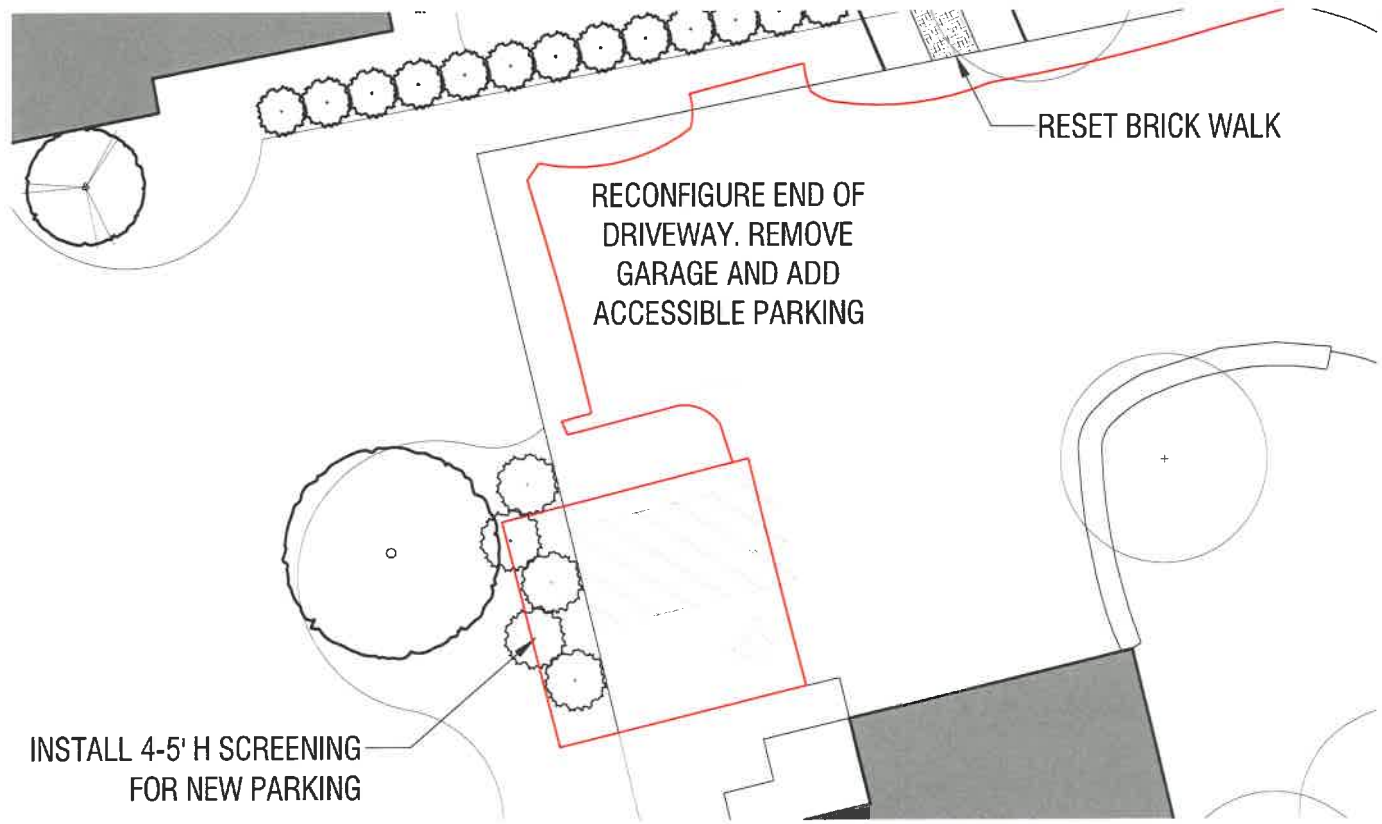 RESET BRICK WALK
RECONFIGURE END OF
DRIVEWAY. REMOVE
GARAGE AND ADD
ACCESSIBLE PARKING
INSTALL 4-5' H SCREENING
FOR NEW PARKING